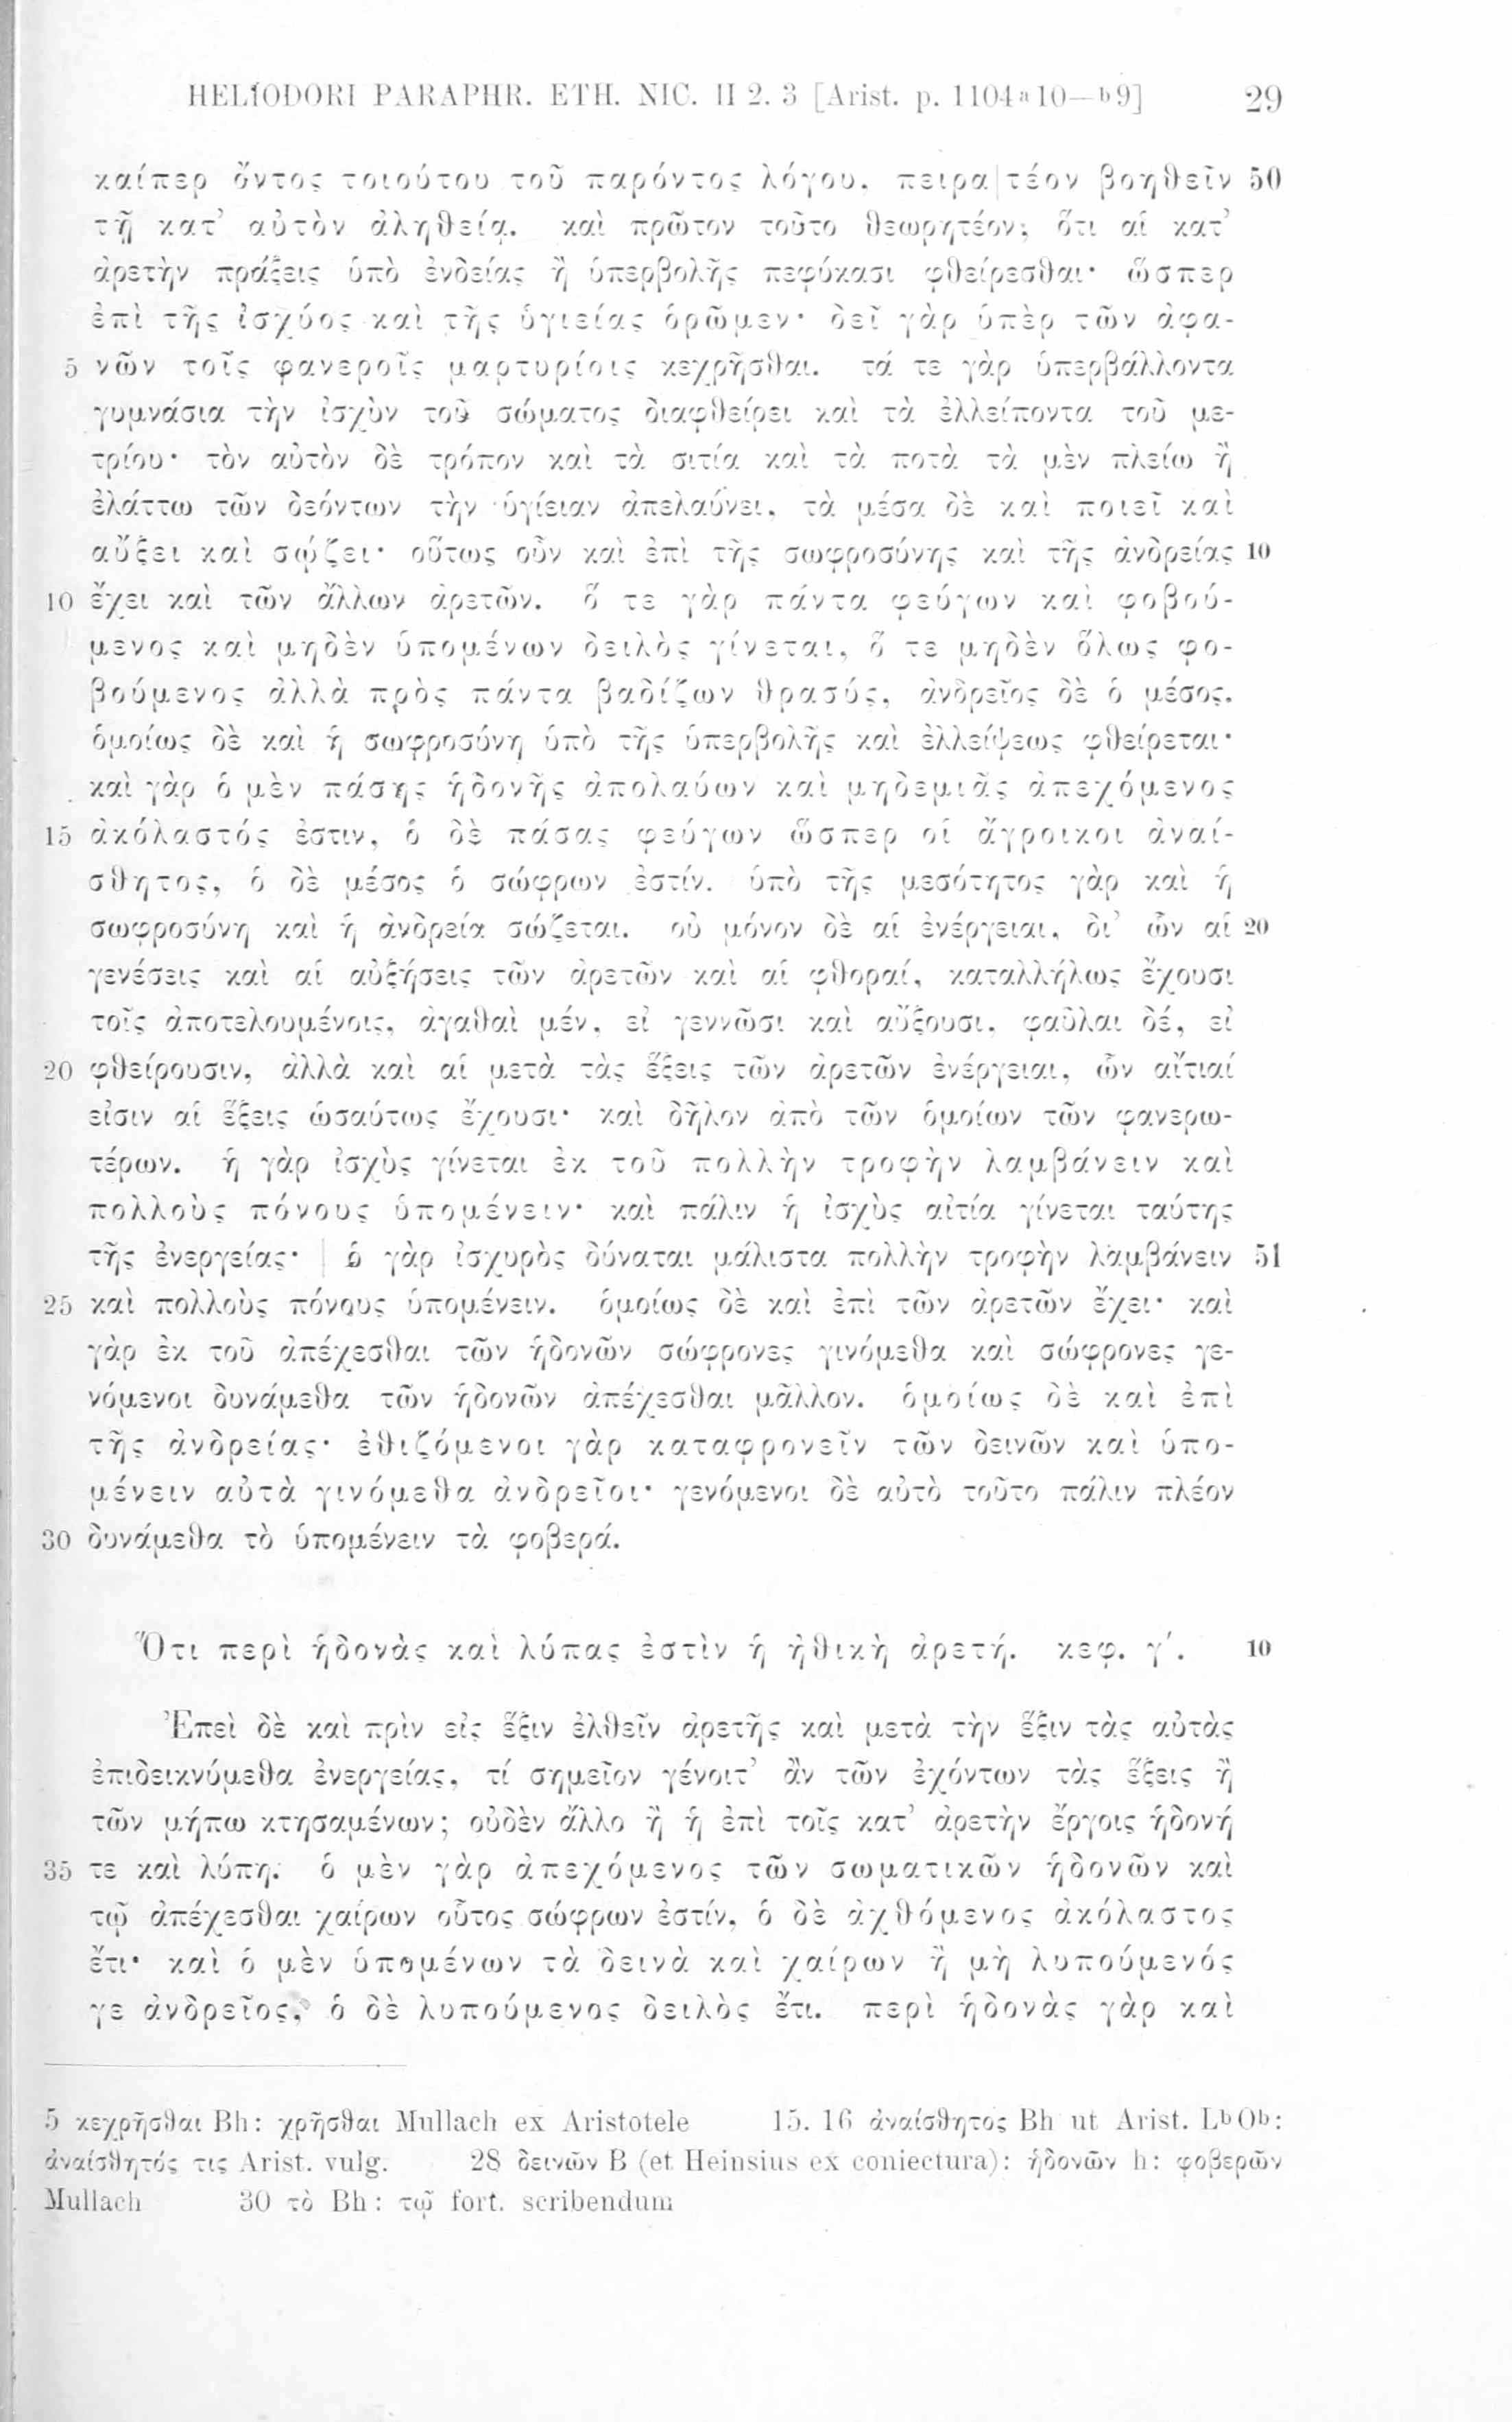 HELIODORI PARAPHR. ETH. NIC. II 2. 3 [Arist. p. 1104ᵃ10—ᵇ9] 29
καίπερ ὄντος τοιούτου τοῦ παρόντος λόγου, πειρα|τέον βοηθεῖν 50
τῇ κατ’ αὐτὸν ἀληθείᾳ. καὶ πρῶτον τοῦτο θεωρητέον, ὅτι αἱ κατ’
ἀρετὴν πράξεις ὑπὸ ἐνδείας ἢ ὑπερβολῆς πεφύκασι φθείρεσθαι· ὥσπερ
ἐπὶ τῆς ἰσχύος καὶ τῆς ὑγιείας ὁρῶμεν· δεῖ γὰρ ὑπὲρ τῶν ἀφα-
5 νῶν τοῖς φανεροῖς μαρτυρίοις κεχρῆσθαι. τά τε γὰρ ὑπερβάλλοντα
γυμνάσια τὴν ἰσχὺν τοῦ σώματος διαφθείρει καὶ τὰ ἐλλείποντα τοῦ με-
τρίου· τὸν αὐτὸν δὲ τρόπον καὶ τὰ σιτία καὶ τὰ ποτὰ τὰ μὲν πλείω ἢ
ἐλάττω τῶν δεόντων τὴν ὑγίειαν ἀπελαύνει, τὰ μέσα δὲ καὶ ποιεῖ καὶ
αὔξει καὶ σῴζει· οὕτως οὖν καὶ ἐπὶ τῆς σωφροσύνης καὶ τῆς ἀνδρείας 10
10 ἔχει καὶ τῶν ἄλλων ἀρετῶν. ὅ τε γὰρ πάντα φεύγων καὶ φοβού-
μενος καὶ μηδὲν ὑπομένων δειλὸς γίνεται, ὅ τε μηδὲν ὅλως φο-
βούμενος ἀλλὰ πρὸς πάντα βαδίζων θρασύς, ἀνδρεῖος δὲ ὁ μέσος.
ὁμοίως δὲ καὶ ἡ σωφροσύνη ὑπὸ τῆς ὑπερβολῆς καὶ ἐλλείψεως φθείρεται·
καὶ γὰρ ὁ μὲν πάσης ἡδονῆς ἀπολαύων καὶ μηδεμιᾶς ἀπεχόμενος
15 ἀκόλαστός ἐστιν, ὁ δὲ πάσας φεύγων ὥσπερ οἱ ἄγροικοι ἀναί-
σθητος, ὁ δὲ μέσος ὁ σώφρων ἐστίν. ὑπὸ τῆς μεσότητος γὰρ καὶ ἡ
σωφροσύνη καὶ ἡ ἀνδρεία σώζεται. οὐ μόνον δὲ αἱ ἐνέργειαι, δι’ ὧν αἱ 20
γενέσεις καὶ αἱ αὐξήσεις τῶν ἀρετῶν καὶ αἱ φθοραί, καταλλήλως ἔχουσι
τοῖς ἀποτελουμένοις, ἀγαθαὶ μέν, εἰ γεννῶσι καὶ αὔξουσι, φαῦλαι δέ, εἰ
20 φθείρουσιν, ἀλλὰ καὶ αἱ μετὰ τὰς ἕξεις τῶν ἀρετῶν ἐνέργειαι, ὧν αἴτιαί
εἰσιν αἱ ἕξεις ὡσαύτως ἔχουσι· καὶ δῆλον ἀπὸ τῶν ὁμοίων τῶν φανερω-
τέρων. ἡ γὰρ ἰσχὺς γίνεται ἐκ τοῦ πολλὴν τροφὴν λαμβάνειν καὶ
πολλοὺς πόνους ὑπομένειν· καὶ πάλιν ἡ ἰσχὺς αἰτία γίνεται ταύτης
τῆς ἐνεργείας· | ὁ γὰρ ἰσχυρὸς δύναται μάλιστα πολλὴν τροφὴν λαμβάνειν 51
25 καὶ πολλοὺς πόνους ὑπομένειν. ὁμοίως δὲ καὶ ἐπὶ τῶν ἀρετῶν ἔχει· καὶ
γὰρ ἐκ τοῦ ἀπέχεσθαι τῶν ἡδονῶν σώφρονες γινόμεθα καὶ σώφρονες γε-
νόμενοι δυνάμεθα τῶν ἡδονῶν ἀπέχεσθαι μᾶλλον. ὁμοίως δὲ καὶ ἐπὶ
τῆς ἀνδρείας· ἐθιζόμενοι γὰρ καταφρονεῖν τῶν δεινῶν καὶ ὑπο-
μένειν αὐτὰ γινόμεθα ἀνδρεῖοι· γενόμενοι δὲ αὐτὸ τοῦτο πάλιν πλέον
30 δυνάμεθα τὸ ὑπομένειν τὰ φοβερά.
Ὅτι περὶ ἡδονὰς καὶ λύπας ἐστὶν ἡ ἠθικὴ ἀρετή. κεφ. γ′. 10
Ἐπεὶ δὲ καὶ πρὶν εἰς ἕξιν ἐλθεῖν ἀρετῆς καὶ μετὰ τὴν ἕξιν τὰς αὐτὰς
ἐπιδεικνύμεθα ἐνεργείας, τί σημεῖον γένοιτ’ ἂν τῶν ἐχόντων τὰς ἕξεις ἢ
τῶν μήπω κτησαμένων; οὐδὲν ἄλλο ἢ ἡ ἐπὶ τοῖς κατ’ ἀρετὴν ἔργοις ἡδονή
35 τε καὶ λύπη. ὁ μὲν γὰρ ἀπεχόμενος τῶν σωματικῶν ἡδονῶν καὶ
τῷ ἀπέχεσθαι χαίρων οὗτος σώφρων ἐστίν, ὁ δὲ ἀχθόμενος ἀκόλαστος
ἔτι· καὶ ὁ μὲν ὑπομένων τὰ δεινὰ καὶ χαίρων ἢ μὴ λυπούμενός
γε ἀνδρεῖος, ὁ δὲ λυπούμενος δειλὸς ἔτι. περὶ ἡδονὰς γὰρ καὶ
5 κεχρῆσθαι Bh: χρῆσθαι Mullach ex Aristotele 15. 16 ἀναίσθητος Bh ut Arist. LᵇOᵇ:
ἀναίσθητός τις Arist. vulg. 28 δεινῶν B (et Heinsius ex coniectura): ἡδονῶν h: φοβερῶν
Mullach 30 τὸ Bh: τῷ fort. scribendum